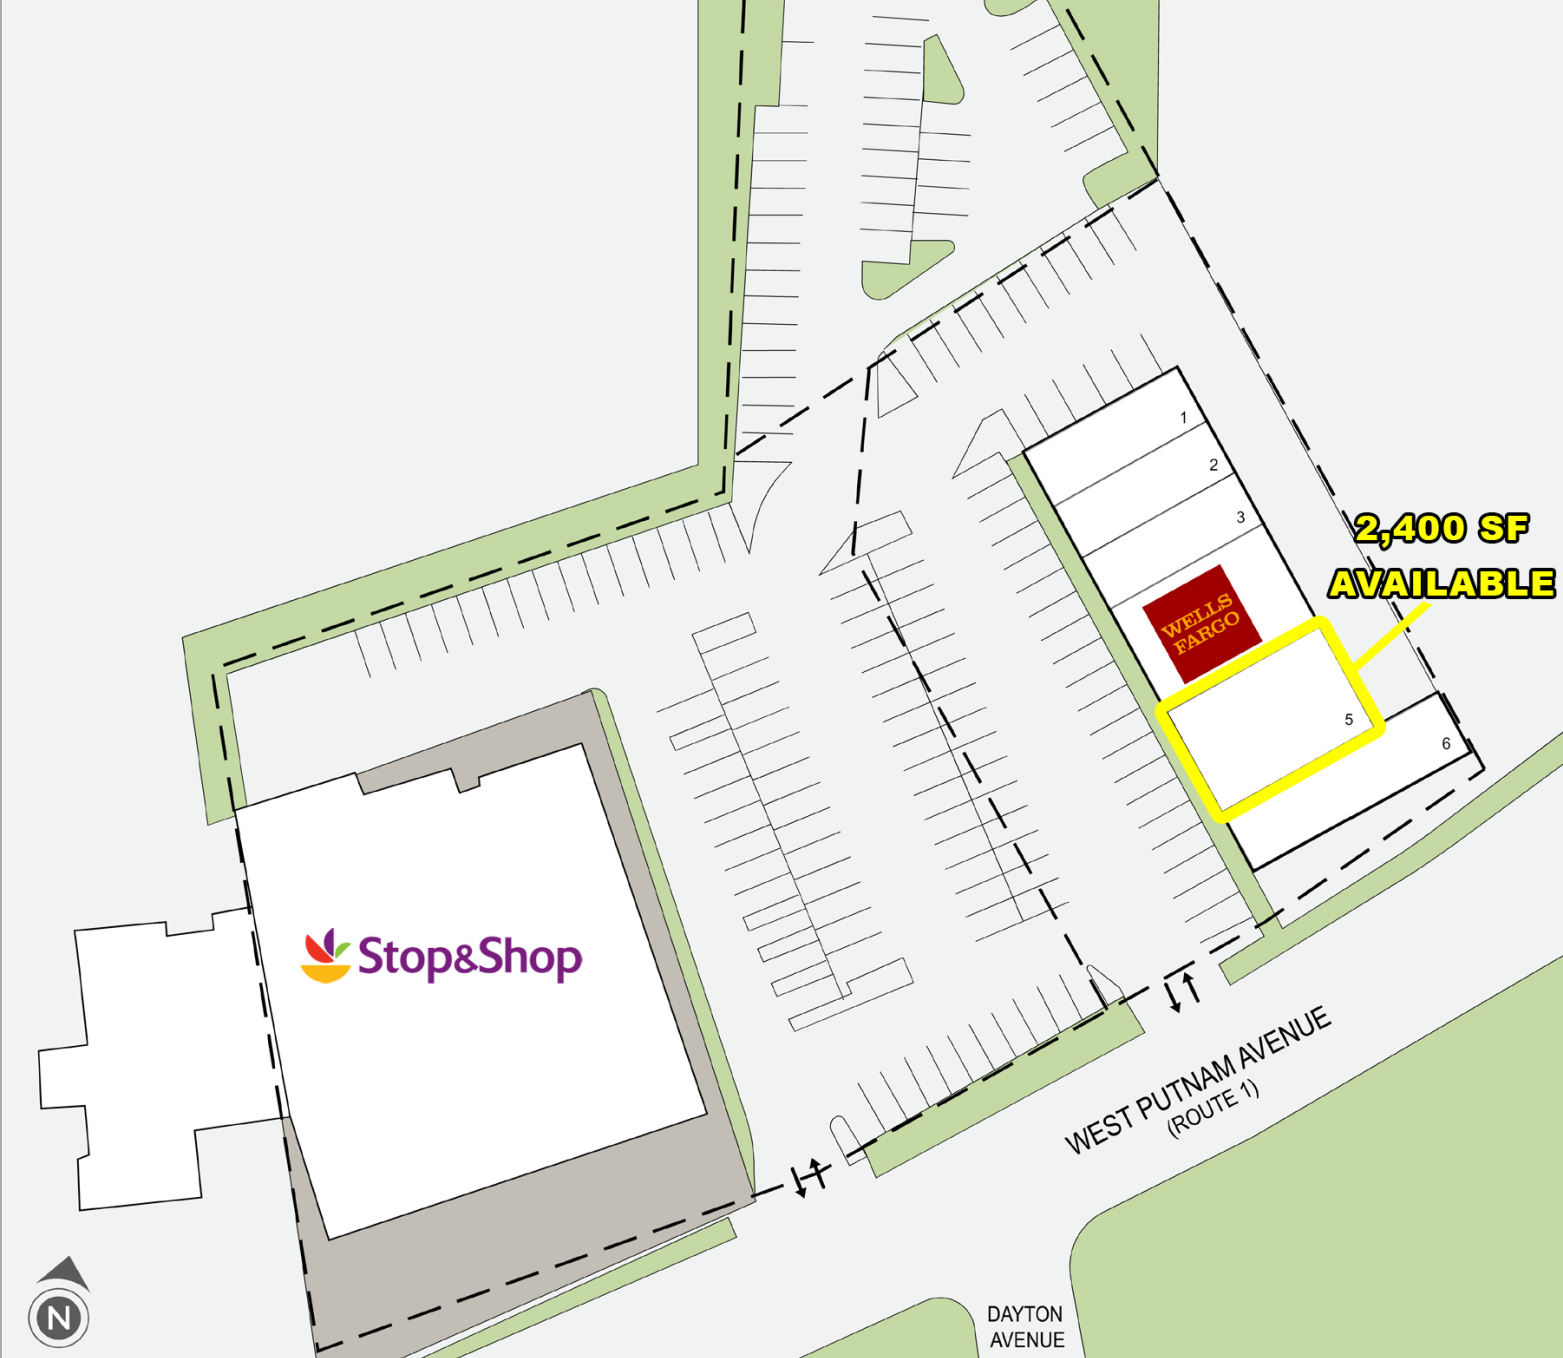 1
2
3
2,400 SF
AVAILABLE
WELLS
FARGO
5
6
Stop&Shop
WEST PUTNAM AVENUE
(ROUTE 1)
DAYTON
AVENUE
N